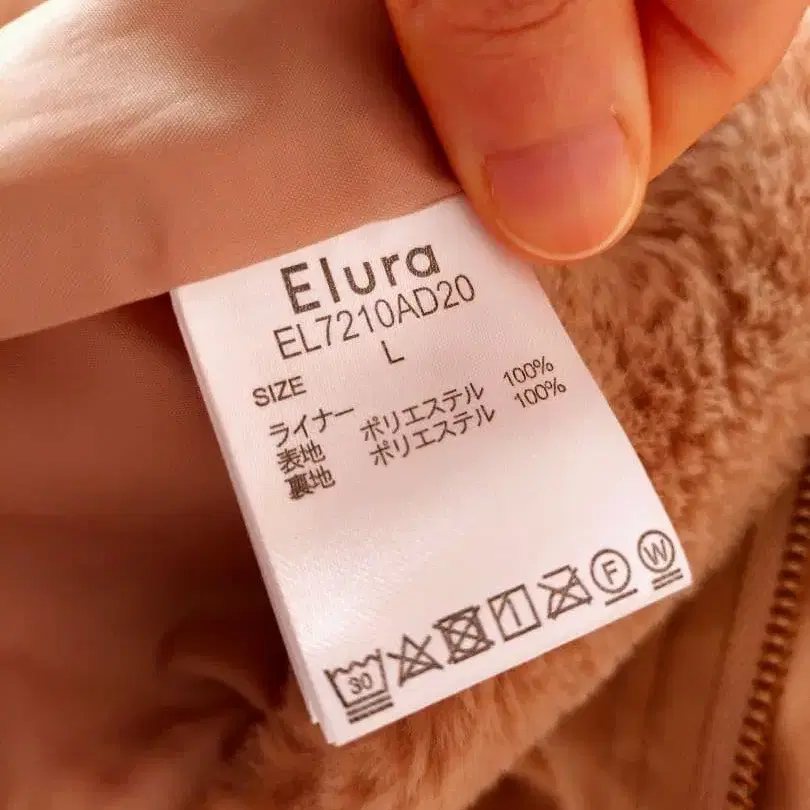 Elura
EL7210AD20
SIZE L
ライナー
表地 ポリエステル 100%
裏地 ポリエステル 100%
30 F W